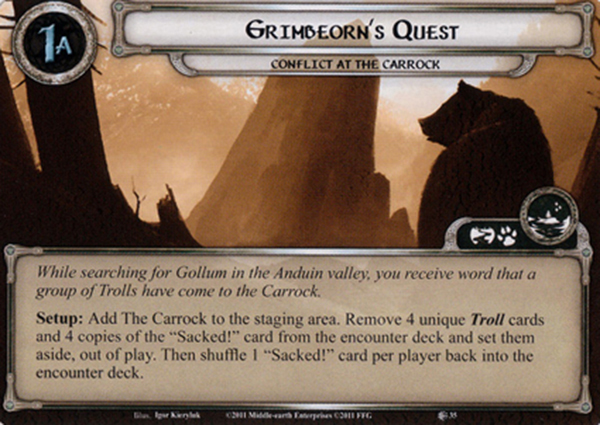 1A
GRIMBEORN'S QUEST
CONFLICT AT THE CARROCK
While searching for Gollum in the Anduin valley, you receive word that a
group of Trolls have come to the Carrock.
Setup: Add The Carrock to the staging area. Remove 4 unique Troll cards
and 4 copies of the “Sacked!” card from the encounter deck and set them
aside, out of play. Then shuffle 1 “Sacked!” card per player back into the
encounter deck.
Illus. Igor Kieryluk ©2011 Middle-earth Enterprises ©2011 FFG 35